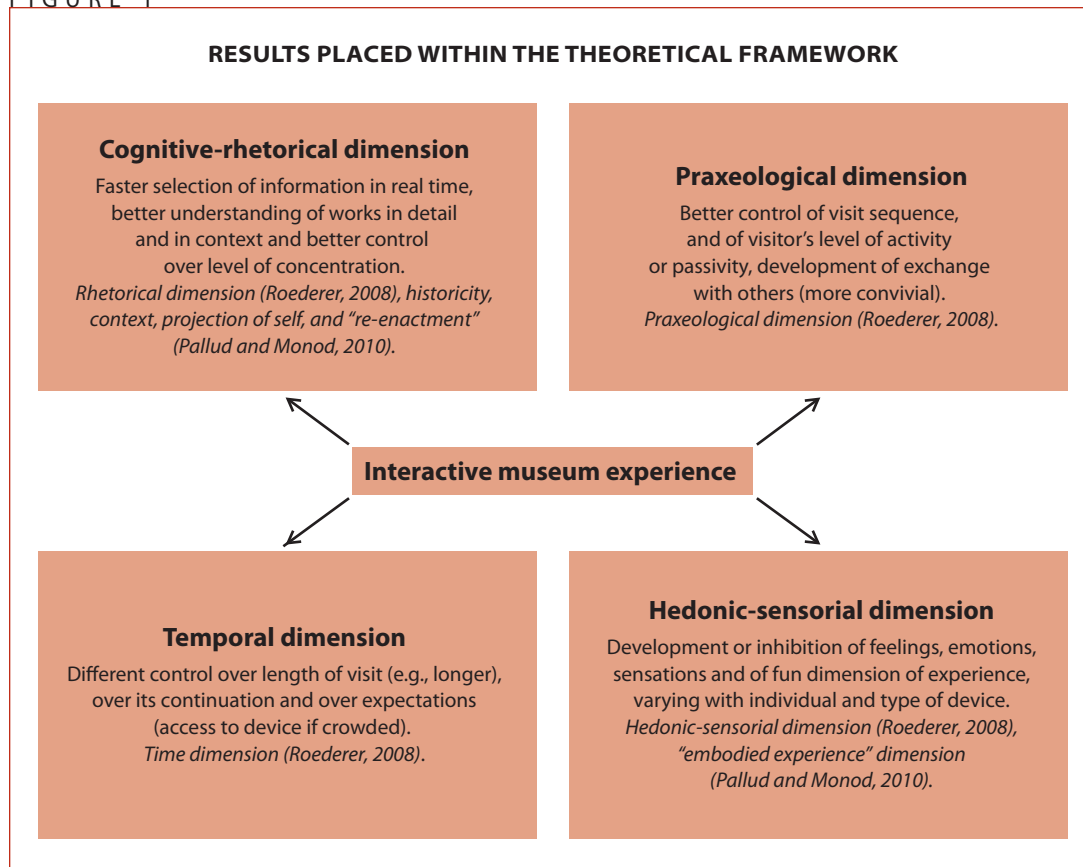 FIGURE 1
RESULTS PLACED WITHIN THE THEORETICAL FRAMEWORK
Cognitive-rhetorical dimension
Faster selection of information in real time,
better understanding of works in detail
and in context and better control
over level of concentration.
Rhetorical dimension (Roederer, 2008), historicity,
context, projection of self, and “re-enactment”
(Pallud and Monod, 2010).
Praxeological dimension
Better control of visit sequence,
and of visitor’s level of activity
or passivity, development of exchange
with others (more convivial).
Praxeological dimension (Roederer, 2008).
Interactive museum experience
Temporal dimension
Different control over length of visit (e.g., longer),
over its continuation and over expectations
(access to device if crowded).
Time dimension (Roederer, 2008).
Hedonic-sensorial dimension
Development or inhibition of feelings, emotions,
sensations and of fun dimension of experience,
varying with individual and type of device.
Hedonic-sensorial dimension (Roederer, 2008),
“embodied experience” dimension
(Pallud and Monod, 2010).